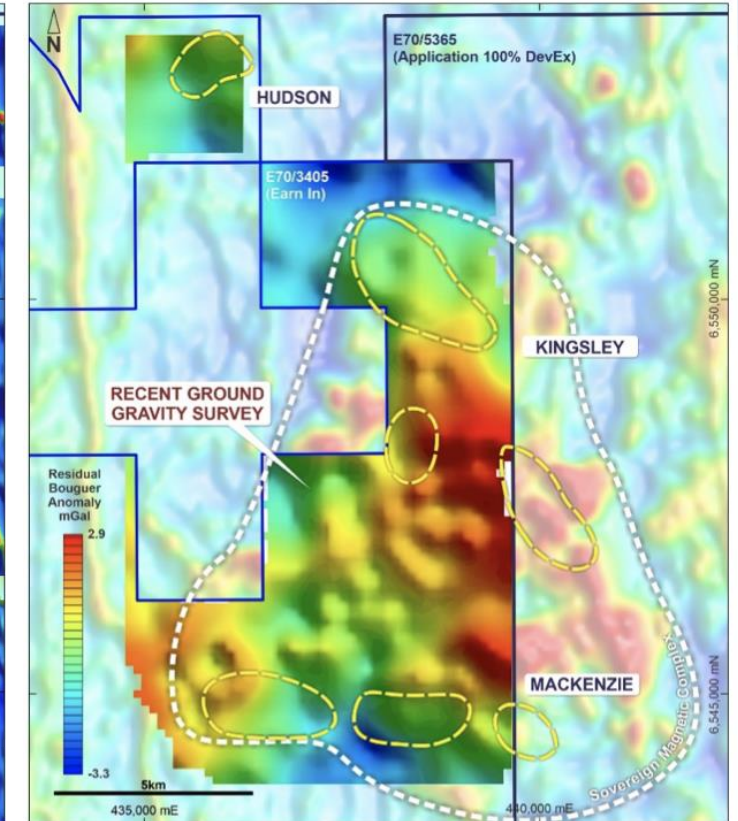 N
E70/5365
(Application 100% DevEx)
HUDSON
E70/3405
(Earn In)
6,550,000 mN
KINGSLEY
RECENT GROUND
GRAVITY SURVEY
Residual
Bouguer
Anomaly
mGal
2.9
-3.3
MACKENZIE
6,545,000 mN
Sovereign Magnetic Complex
5km
435,000 mE
440,000 mE